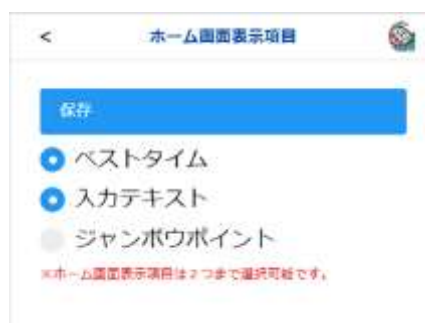 <
ホーム画面表示項目
保存
ベストタイム
入力テキスト
ジャンボウポイント
※ホーム画面表示項目は2つまで選択可能です。